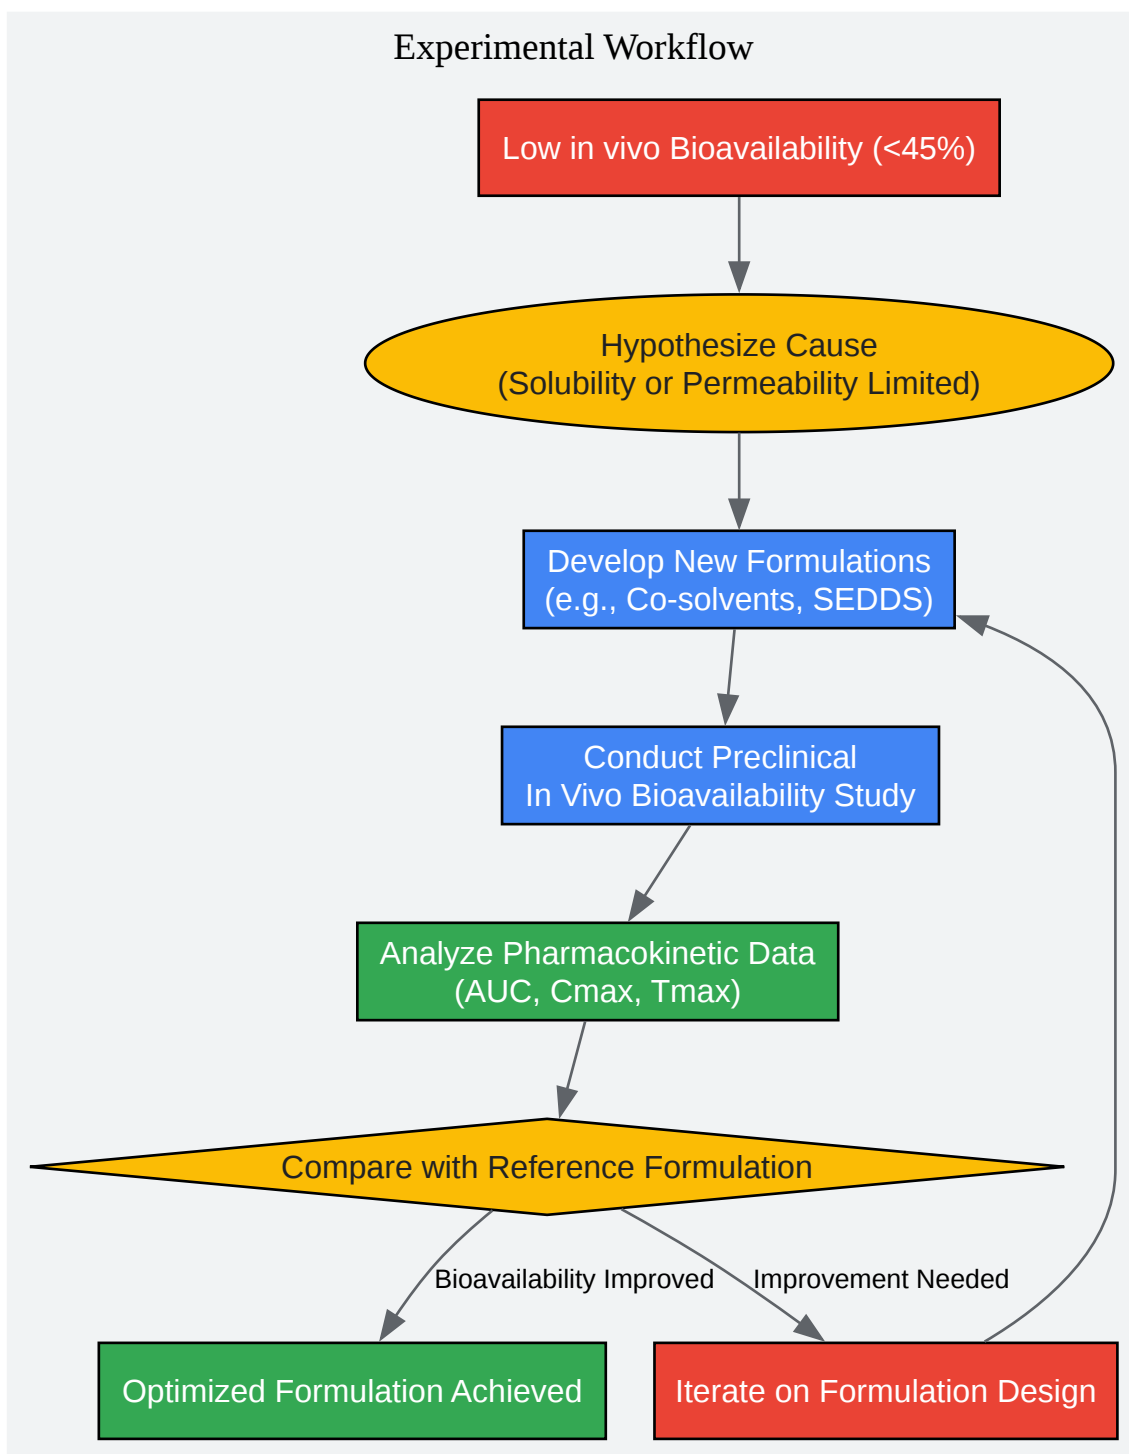 Experimental Workflow
Low in vivo Bioavailability (<45%)
Hypothesize Cause
(Solubility or Permeability Limited)
Develop New Formulations
(e.g., Co-solvents, SEDDS)
Conduct Preclinical
In Vivo Bioavailability Study
Analyze Pharmacokinetic Data
(AUC, Cmax, Tmax)
Compare with Reference Formulation
Bioavailability Improved
Improvement Needed
Optimized Formulation Achieved
Iterate on Formulation Design